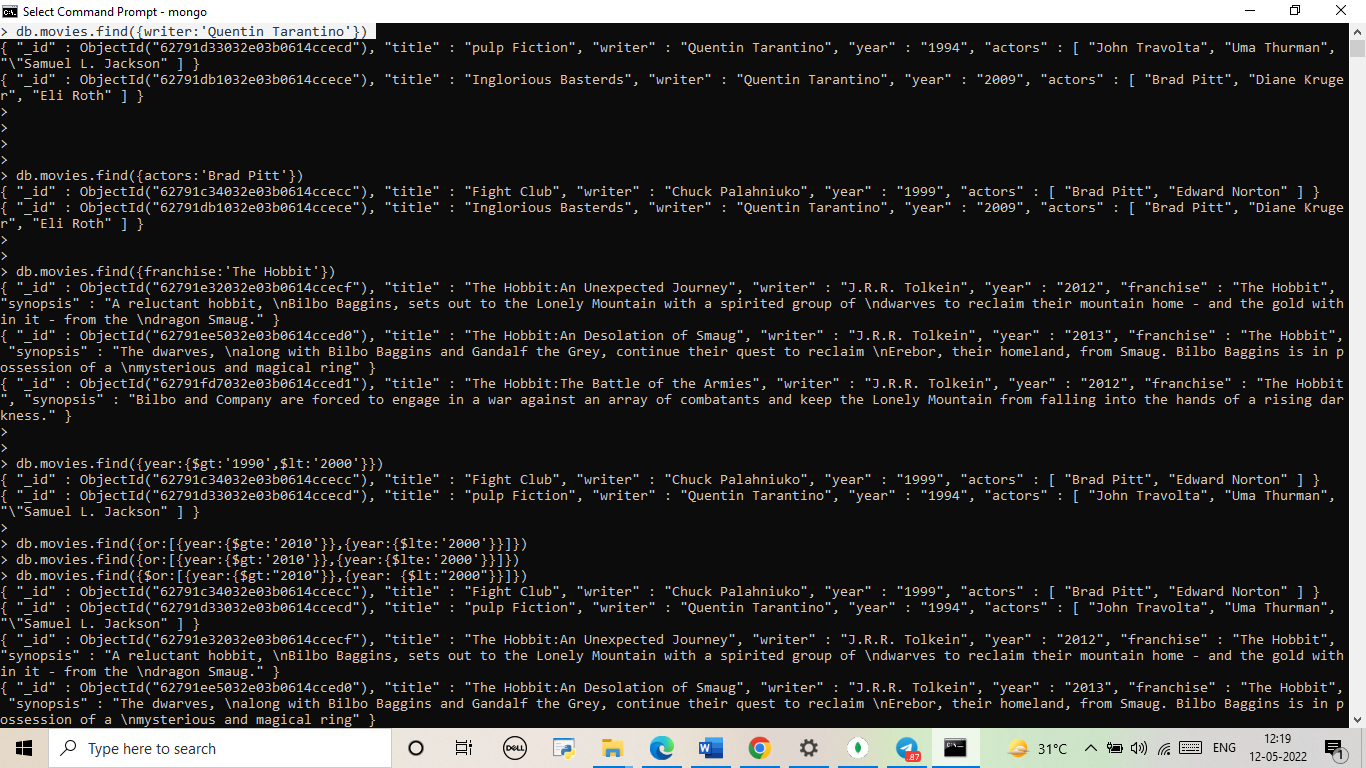 Select Command Prompt - mongo
> db.movies.find({writer:'Quentin Tarantino'})
{ "_id" : ObjectId("62791d33032e03b0614ccecd"), "title" : "pulp Fiction", "writer" : "Quentin Tarantino", "year" : "1994", "actors" : [ "John Travolta", "Uma Thurman",
"\"Samuel L. Jackson" ] }
{ "_id" : ObjectId("62791db1032e03b0614ccece"), "title" : "Inglorious Basterds", "writer" : "Quentin Tarantino", "year" : "2009", "actors" : [ "Brad Pitt", "Diane Kruge
r", "Eli Roth" ] }
>
>
>
>
> db.movies.find({actors:'Brad Pitt'})
{ "_id" : ObjectId("62791c34032e03b0614ccecc"), "title" : "Fight Club", "writer" : "Chuck Palahniuko", "year" : "1999", "actors" : [ "Brad Pitt", "Edward Norton" ] }
{ "_id" : ObjectId("62791db1032e03b0614ccece"), "title" : "Inglorious Basterds", "writer" : "Quentin Tarantino", "year" : "2009", "actors" : [ "Brad Pitt", "Diane Kruge
r", "Eli Roth" ] }
>
>
> db.movies.find({franchise:'The Hobbit'})
{ "_id" : ObjectId("62791e32032e03b0614ccecf"), "title" : "The Hobbit:An Unexpected Journey", "writer" : "J.R.R. Tolkein", "year" : "2012", "franchise" : "The Hobbit",
"synopsis" : "A reluctant hobbit, \nBilbo Baggins, sets out to the Lonely Mountain with a spirited group of \ndwarves to reclaim their mountain home - and the gold with
in it - from the \ndragon Smaug." }
{ "_id" : ObjectId("62791ee5032e03b0614cced0"), "title" : "The Hobbit:An Desolation of Smaug", "writer" : "J.R.R. Tolkein", "year" : "2013", "franchise" : "The Hobbit",
"synopsis" : "The dwarves, \nalong with Bilbo Baggins and Gandalf the Grey, continue their quest to reclaim \nErebor, their homeland, from Smaug. Bilbo Baggins is in p
ossession of a \nmysterious and magical ring" }
{ "_id" : ObjectId("62791fd7032e03b0614cced1"), "title" : "The Hobbit:The Battle of the Armies", "writer" : "J.R.R. Tolkein", "year" : "2012", "franchise" : "The Hobbit
", "synopsis" : "Bilbo and Company are forced to engage in a war against an array of combatants and keep the Lonely Mountain from falling into the hands of a rising dar
kness." }
>
>
> db.movies.find({year:{$gt:'1990',$lt:'2000'}})
{ "_id" : ObjectId("62791c34032e03b0614ccecc"), "title" : "Fight Club", "writer" : "Chuck Palahniuko", "year" : "1999", "actors" : [ "Brad Pitt", "Edward Norton" ] }
{ "_id" : ObjectId("62791d33032e03b0614ccecd"), "title" : "pulp Fiction", "writer" : "Quentin Tarantino", "year" : "1994", "actors" : [ "John Travolta", "Uma Thurman",
"\"Samuel L. Jackson" ] }
>
> db.movies.find({or:[{year:{$gte:'2010'}},{year:{$lte:'2000'}}]})
> db.movies.find({or:[{year:{$gt:'2010'}},{year:{$lte:'2000'}}]})
> db.movies.find({$or:[{year:{$gt:"2010"}},{year: {$lt:"2000"}}]})
{ "_id" : ObjectId("62791c34032e03b0614ccecc"), "title" : "Fight Club", "writer" : "Chuck Palahniuko", "year" : "1999", "actors" : [ "Brad Pitt", "Edward Norton" ] }
{ "_id" : ObjectId("62791d33032e03b0614ccecd"), "title" : "pulp Fiction", "writer" : "Quentin Tarantino", "year" : "1994", "actors" : [ "John Travolta", "Uma Thurman",
"\"Samuel L. Jackson" ] }
{ "_id" : ObjectId("62791e32032e03b0614ccecf"), "title" : "The Hobbit:An Unexpected Journey", "writer" : "J.R.R. Tolkein", "year" : "2012", "franchise" : "The Hobbit",
"synopsis" : "A reluctant hobbit, \nBilbo Baggins, sets out to the Lonely Mountain with a spirited group of \ndwarves to reclaim their mountain home - and the gold with
in it - from the \ndragon Smaug." }
{ "_id" : ObjectId("62791ee5032e03b0614cced0"), "title" : "The Hobbit:An Desolation of Smaug", "writer" : "J.R.R. Tolkein", "year" : "2013", "franchise" : "The Hobbit",
"synopsis" : "The dwarves, \nalong with Bilbo Baggins and Gandalf the Grey, continue their quest to reclaim \nErebor, their homeland, from Smaug. Bilbo Baggins is in p
ossession of a \nmysterious and magical ring" }
Type here to search
DELL
W
.87
31°C
ENG
12:19
12-05-2022
1